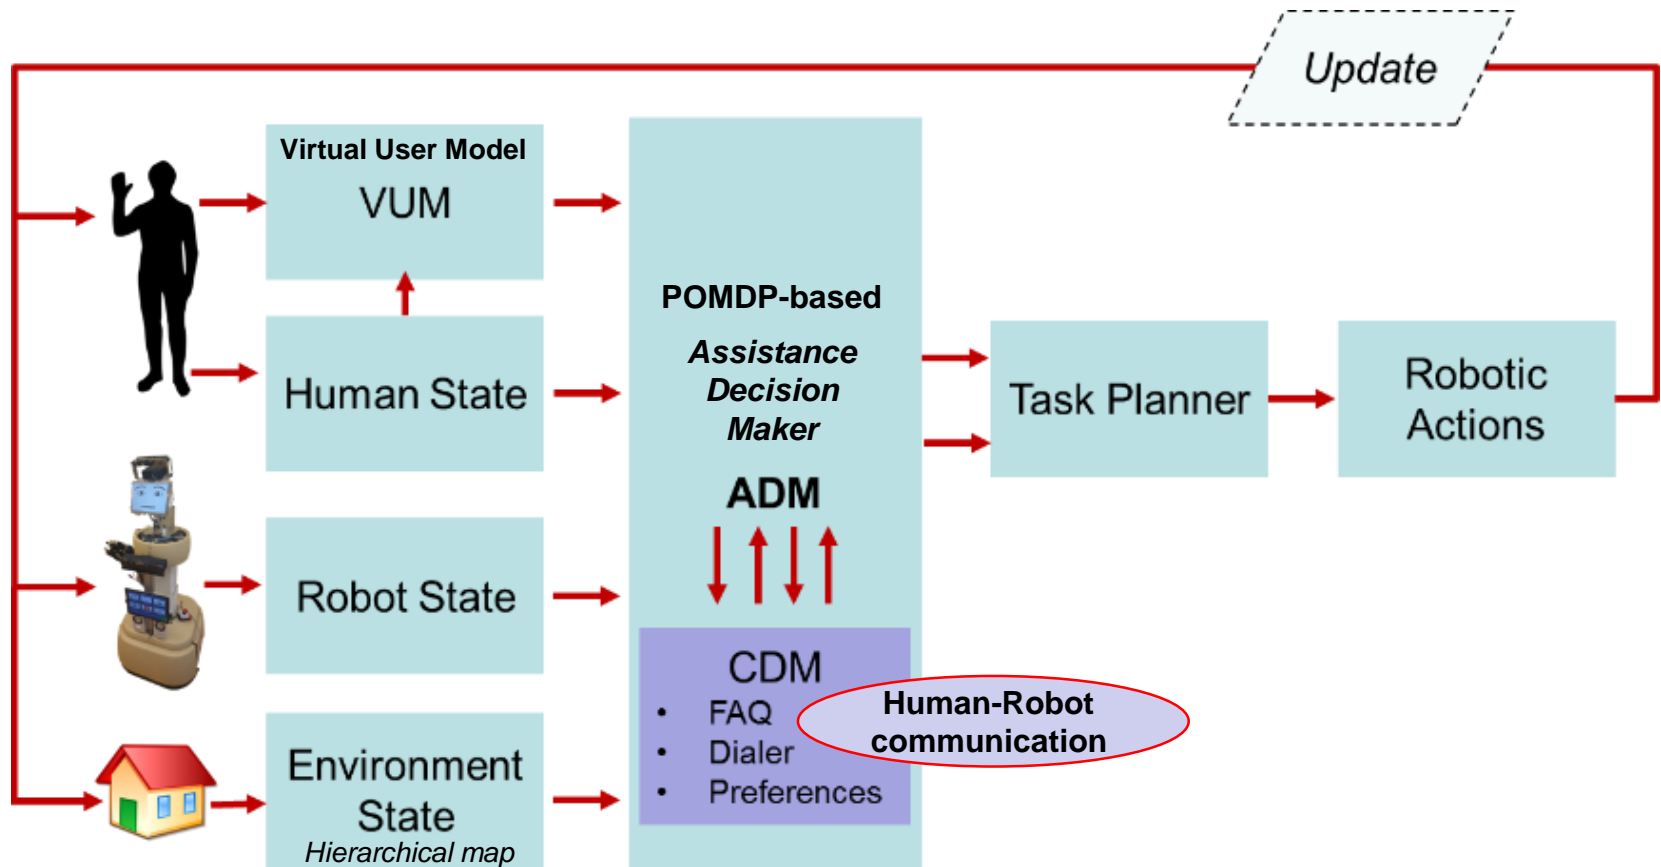 Update
Virtual User Model
VUM
Human State
Robot State
Environment
State
Hierarchical map
POMDP-based
Assistance
Decision
Maker
ADM
CDM
• FAQ
• Dialer
• Preferences
Human-Robot
communication
Task Planner
Robotic
Actions